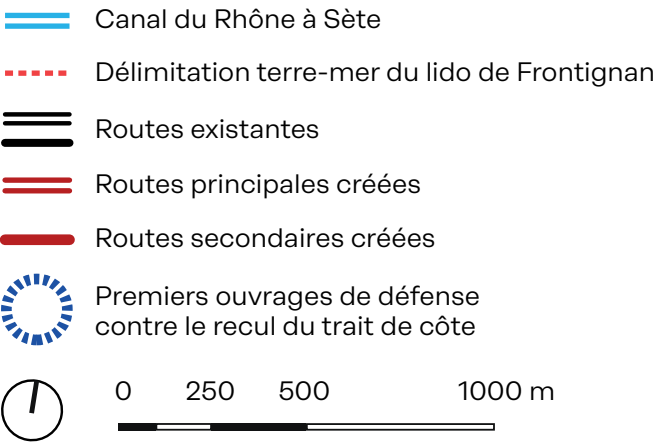 Canal du Rhône à Sète
Délimitation terre-mer du lido de Frontignan
Routes existantes
Routes principales créées
Routes secondaires créées
Premiers ouvrages de défense
contre le recul du trait de côte
0 250 500 1000 m